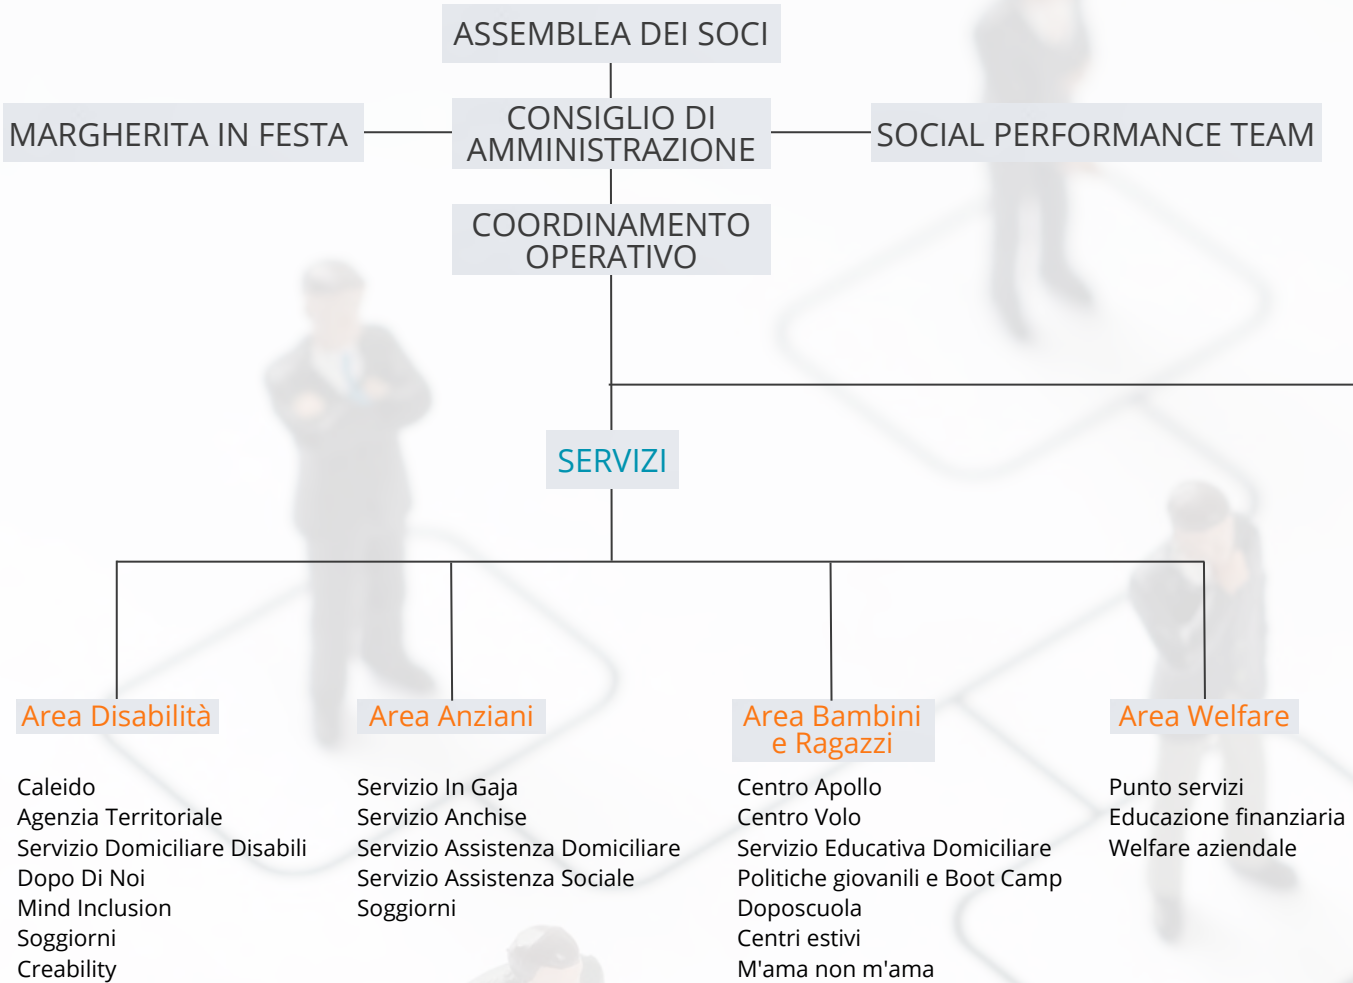 ASSEMBLEA DEI SOCI
MARGHERITA IN FESTA
CONSIGLIO DI
AMMINISTRAZIONE
SOCIAL PERFORMANCE TEAM
COORDINAMENTO
OPERATIVO
SERVIZI
Area Disabilità
Caleido
Agenzia Territoriale
Servizio Domiciliare Disabili
Dopo Di Noi
Mind Inclusion
Soggiorni
Creability
Area Anziani
Servizio In Gaja
Servizio Anchise
Servizio Assistenza Domiciliare
Servizio Assistenza Sociale
Soggiorni
Area Bambini
e Ragazzi
Centro Apollo
Centro Volo
Servizio Educativa Domiciliare
Politiche giovanili e Boot Camp
Doposcuola
Centri estivi
M'ama non m'ama
Area Welfare
Punto servizi
Educazione finanziaria
Welfare aziendale